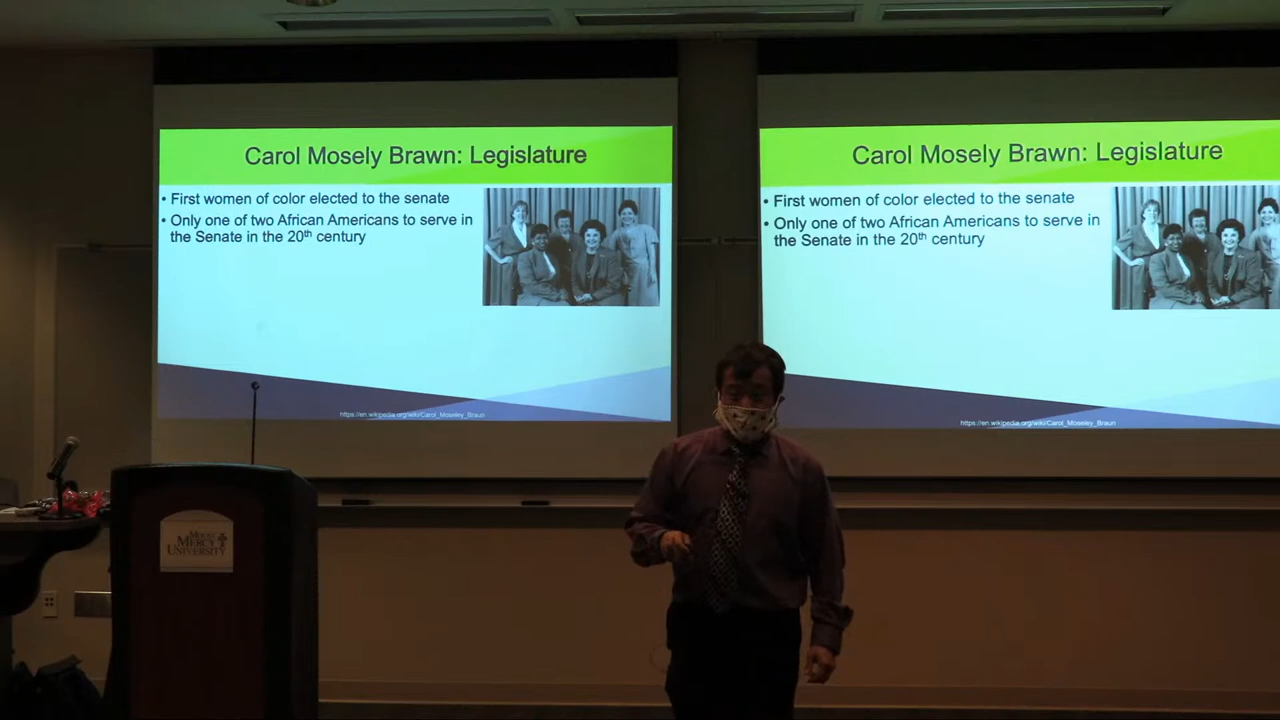 Carol Mosely Brawn: Legislature
• First women of color elected to the senate
• Only one of two African Americans to serve in
the Senate in the 20th century
https://en.wikipedia.org/wiki/Carol_Moseley_Braun
Carol Mosely Brawn: Legislature
• First women of color elected to the senate
• Only one of two African Americans to serve in
the Senate in the 20th century
https://en.wikipedia.org/wiki/Carol_Moseley_Braun
MOUNT
MERCY
UNIVERSITY